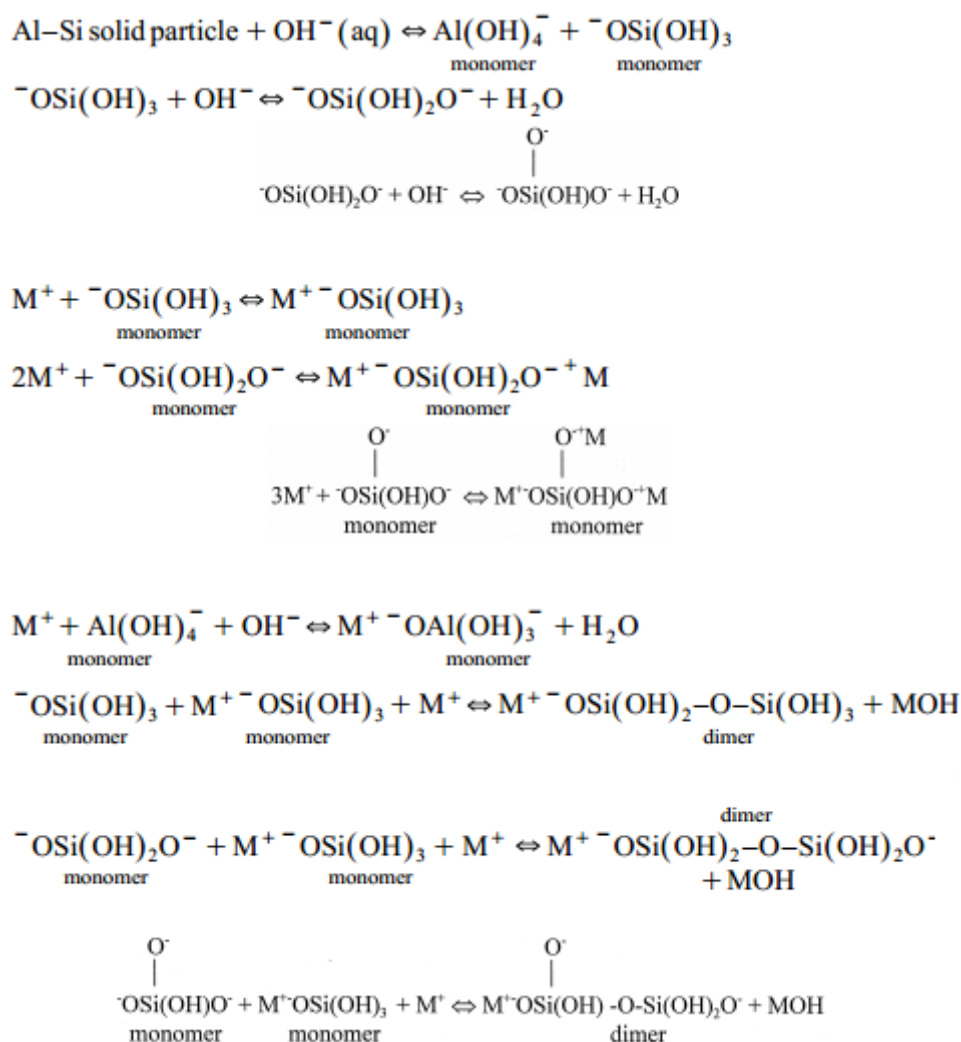 Al–Si solid particle + OH⁻ (aq) ⇔ Al(OH)₄⁻ + ⁻OSi(OH)₃
monomer monomer
⁻OSi(OH)₃ + OH⁻ ⇔ ⁻OSi(OH)₂O⁻ + H₂O
O⁻
|
⁻OSi(OH)₂O⁻ + OH⁻ ⇔ ⁻OSi(OH)O⁻ + H₂O
M⁺ + ⁻OSi(OH)₃ ⇔ M⁺ ⁻OSi(OH)₃
monomer monomer
2M⁺ + ⁻OSi(OH)₂O⁻ ⇔ M⁺ ⁻OSi(OH)₂O⁻ ⁺M
monomer monomer
O⁻ O⁻⁺M
| |
3M⁺ + ⁻OSi(OH)O⁻ ⇔ M⁺⁻OSi(OH)O⁻⁺M
monomer monomer
M⁺ + Al(OH)₄⁻ + OH⁻ ⇔ M⁺ ⁻OAl(OH)₃⁻ + H₂O
monomer monomer
⁻OSi(OH)₃ + M⁺ ⁻OSi(OH)₃ + M⁺ ⇔ M⁺ ⁻OSi(OH)₂–O–Si(OH)₃ + MOH
monomer monomer dimer
dimer
⁻OSi(OH)₂O⁻ + M⁺ ⁻OSi(OH)₃ + M⁺ ⇔ M⁺ ⁻OSi(OH)₂–O–Si(OH)₂O⁻
monomer monomer + MOH
O⁻ O⁻
| |
⁻OSi(OH)O⁻ + M⁺⁻OSi(OH)₃ + M⁺ ⇔ M⁺⁻OSi(OH) -O-Si(OH)₂O⁻ + MOH
monomer monomer dimer